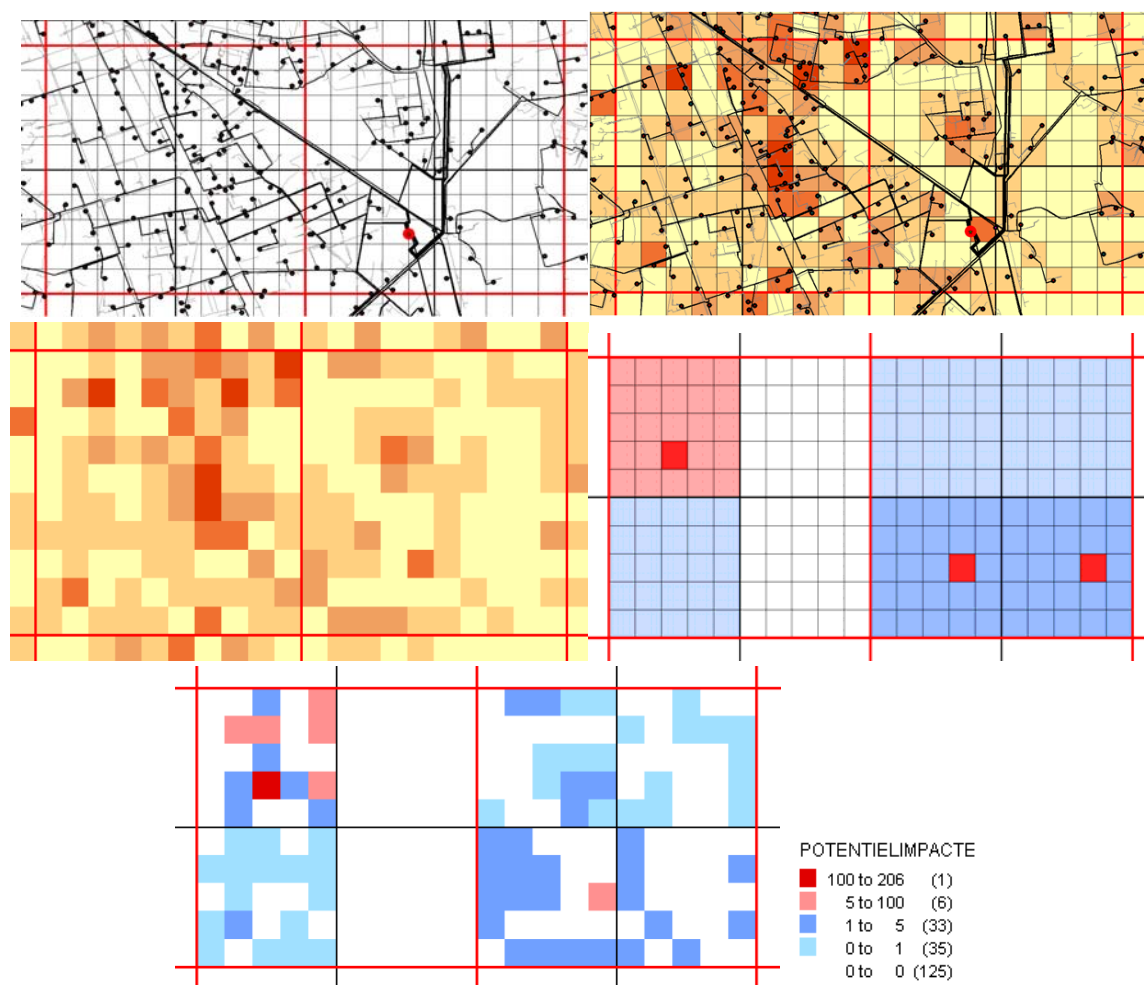 POTENTIELIMPACTE
100 to 206 (1)
5 to 100 (6)
1 to 5 (33)
0 to 1 (35)
0 to 0 (125)